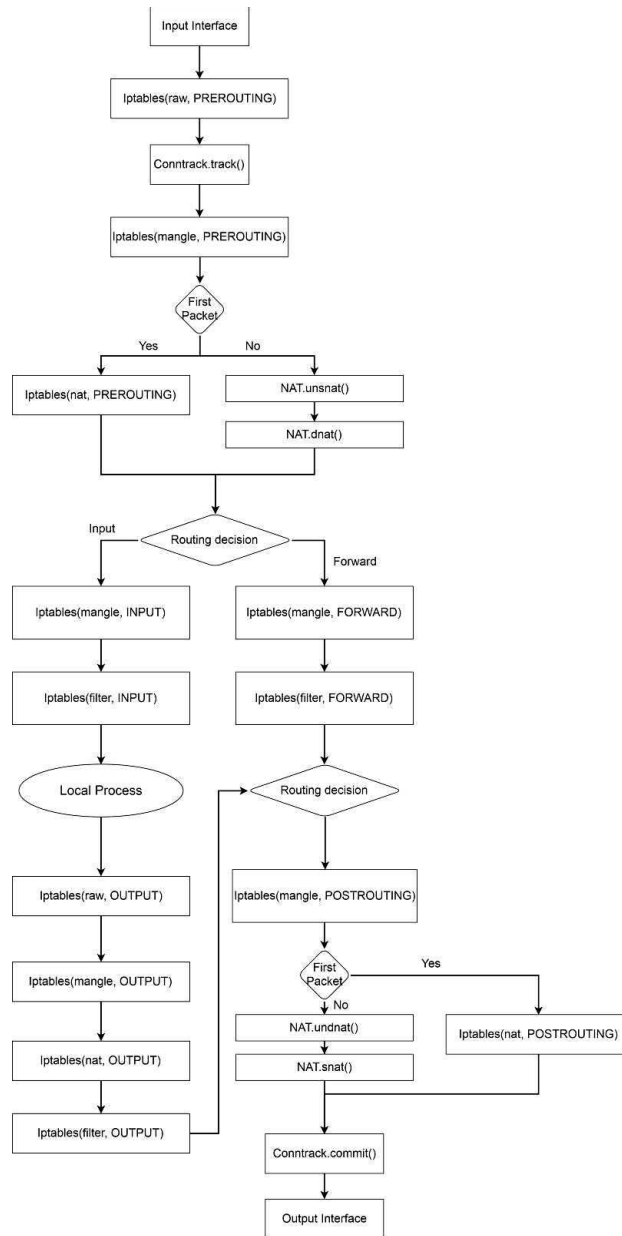 Input Interface
Iptables(raw, PREROUTING)
Conntrack.track()
Iptables(mangle, PREROUTING)
First
Packet
Yes
No
Iptables(nat, PREROUTING)
NAT.unsnat()
NAT.dnat()
Input
Routing decision
Forward
Iptables(mangle, INPUT)
Iptables(mangle, FORWARD)
Iptables(filter, INPUT)
Iptables(filter, FORWARD)
Local Process
Routing decision
Iptables(raw, OUTPUT)
Iptables(mangle, POSTROUTING)
Iptables(mangle, OUTPUT)
First
Packet
Yes
No
NAT.undnat()
Iptables(nat, POSTROUTING)
Iptables(nat, OUTPUT)
NAT.snat()
Iptables(filter, OUTPUT)
Conntrack.commit()
Output Interface